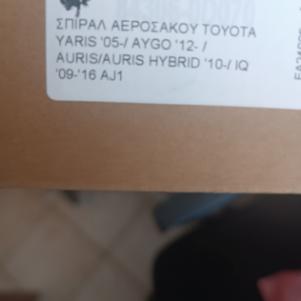 ΣΠΙΡΑΛ ΑΕΡΟΣΑΚΟΥ TOYOTA
YARIS '05-/ AYGO '12- /
AURIS/AURIS HYBRID '10-/ IQ
'09-'16 AJ1